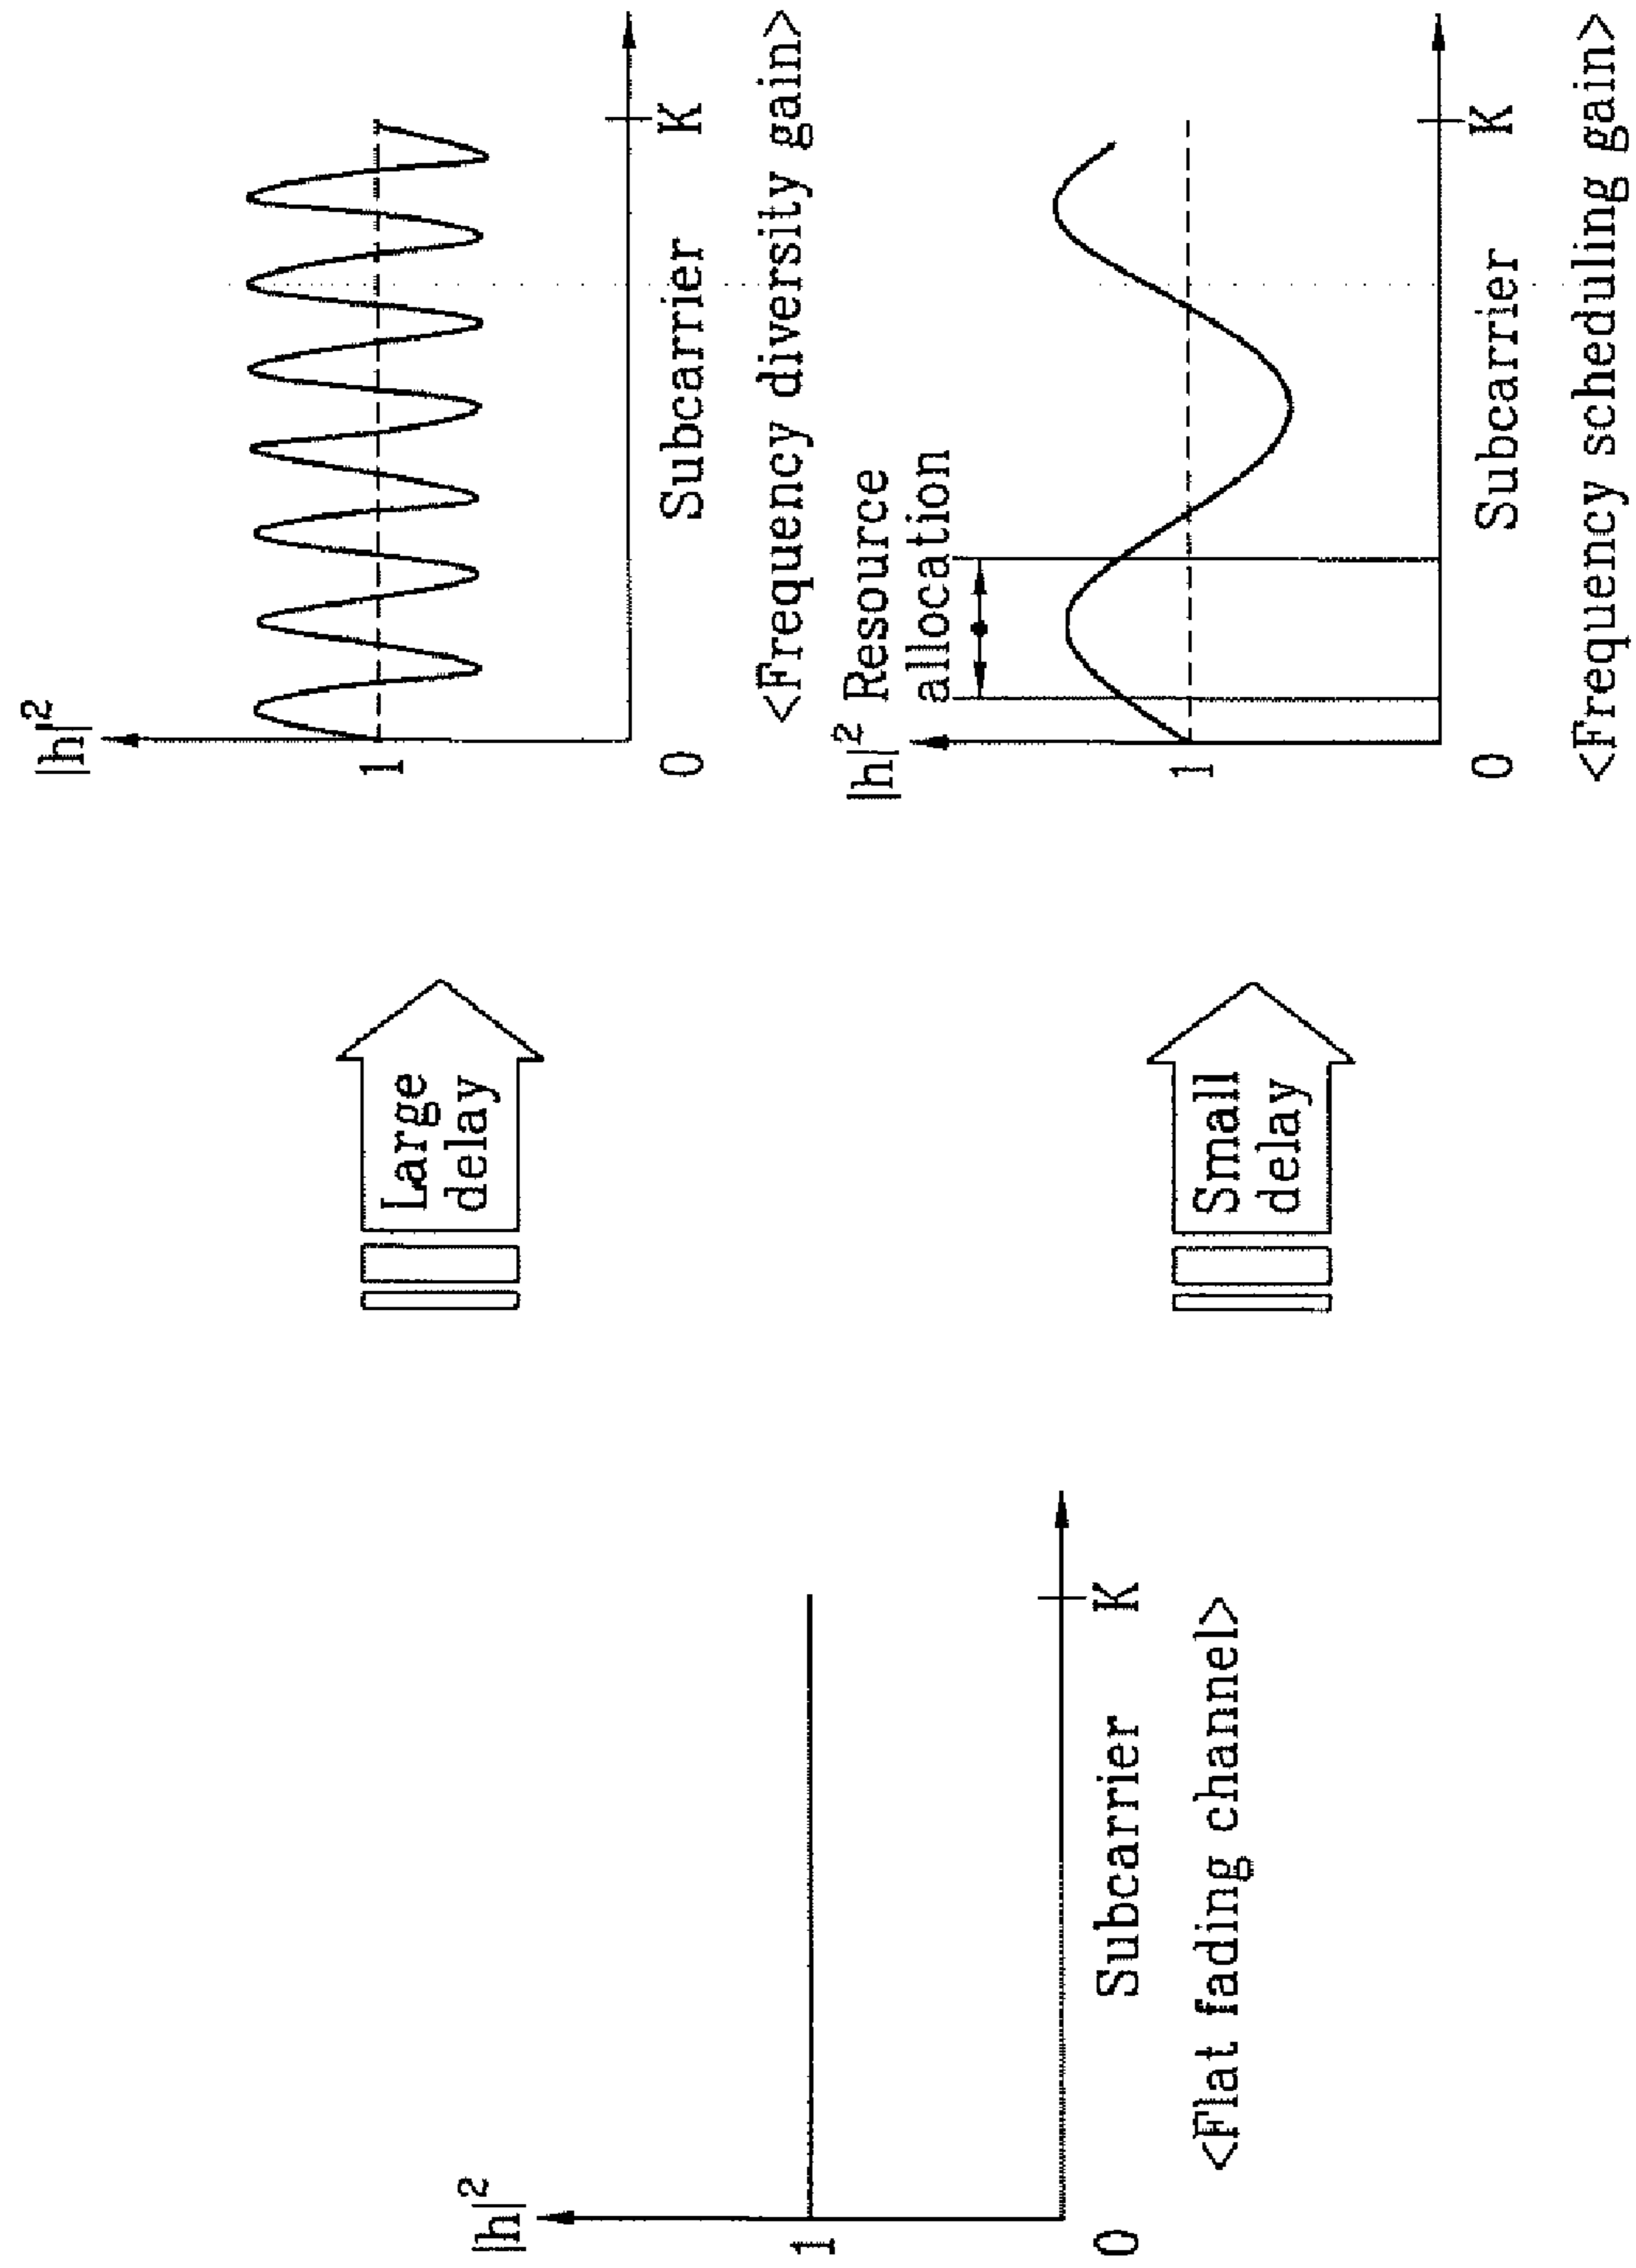 |h|²
1
0
Subcarrier
K
<Flat fading channel>
Large
delay
Small
delay
|h|²
1
0
Subcarrier
K
<Frequency diversity gain>
|h|²
Resource
allocation
1
0
Subcarrier
K
<Frequency scheduling gain>